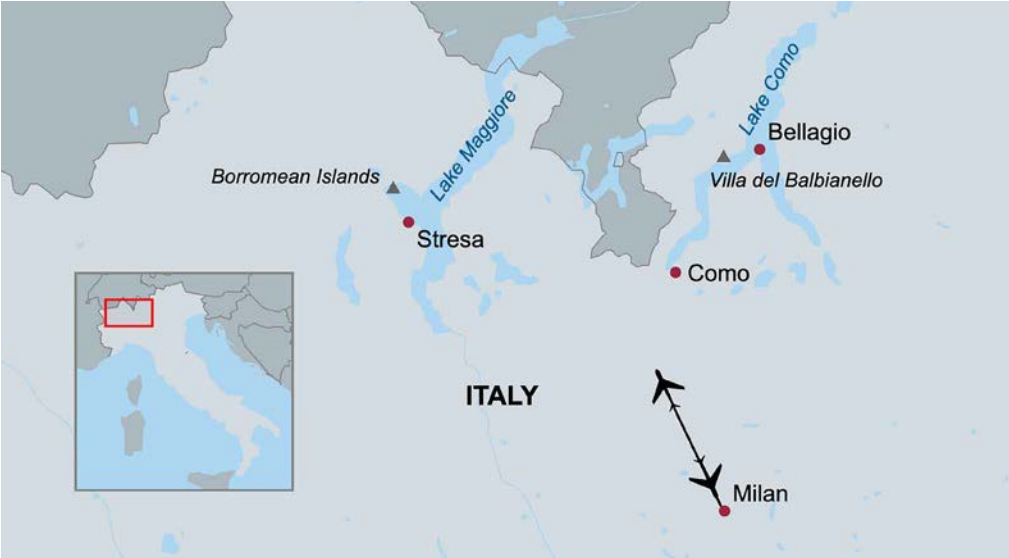 Lake Maggiore
Lake Como
Bellagio
Borromean Islands
Villa del Balbianello
Stresa
Como
ITALY
Milan